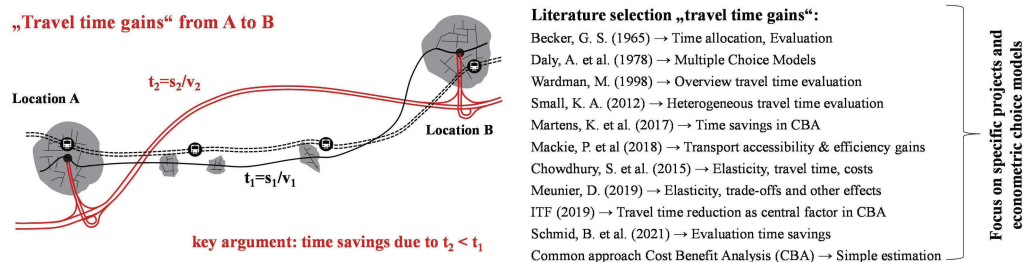 „Travel time gains“ from A to B
t₂=s₂/v₂
Location A
Location B
t₁=s₁/v₁
key argument: time savings due to t₂ < t₁
Literature selection „travel time gains“:
Becker, G. S. (1965) → Time allocation, Evaluation
Daly, A. et al. (1978) → Multiple Choice Models
Wardman, M. (1998) → Overview travel time evaluation
Small, K. A. (2012) → Heterogeneous travel time evaluation
Martens, K. et al. (2017) → Time savings in CBA
Mackie, P. et al (2018) → Transport accessibility & efficiency gains
Chowdhury, S. et al. (2015) → Elasticity, travel time, costs
Meunier, D. (2019) → Elasticity, trade-offs and other effects
ITF (2019) → Travel time reduction as central factor in CBA
Schmid, B. et al. (2021) → Evaluation time savings
Common approach Cost Benefit Analysis (CBA) → Simple estimation
Focus on specific projects and
econometric choice models